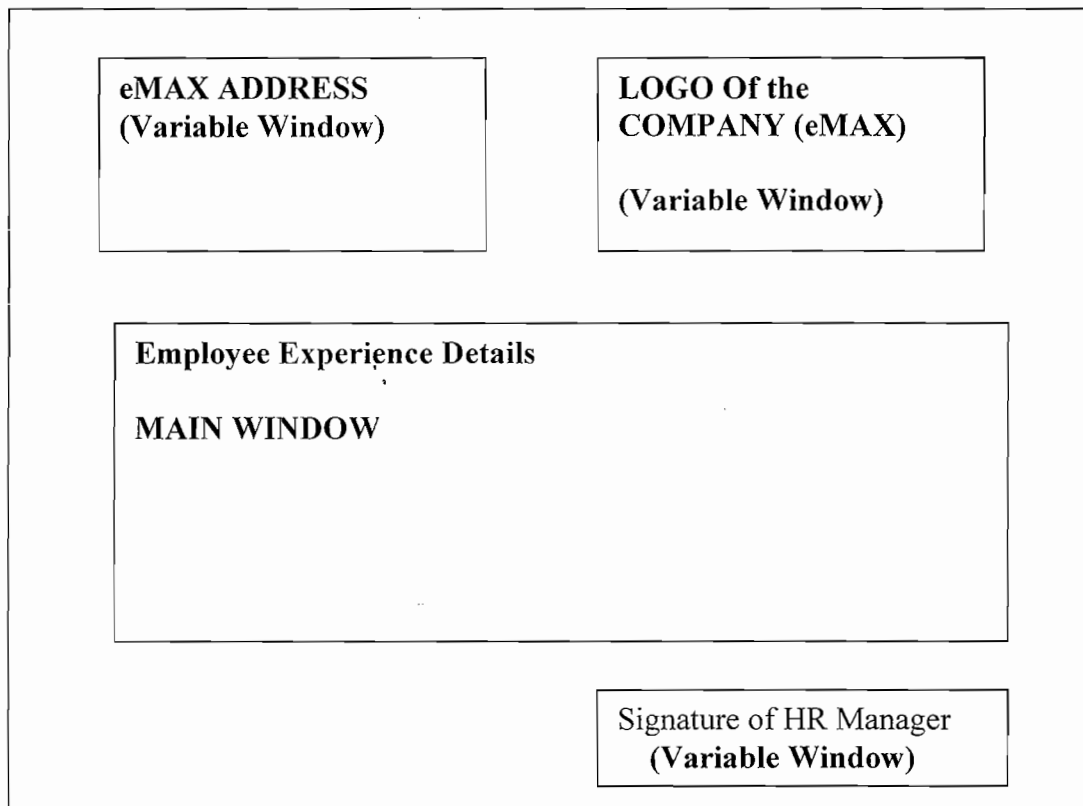 eMAX ADDRESS
(Variable Window)
LOGO Of the
COMPANY (eMAX)
(Variable Window)
Employee Experience Details
MAIN WINDOW
Signature of HR Manager
(Variable Window)